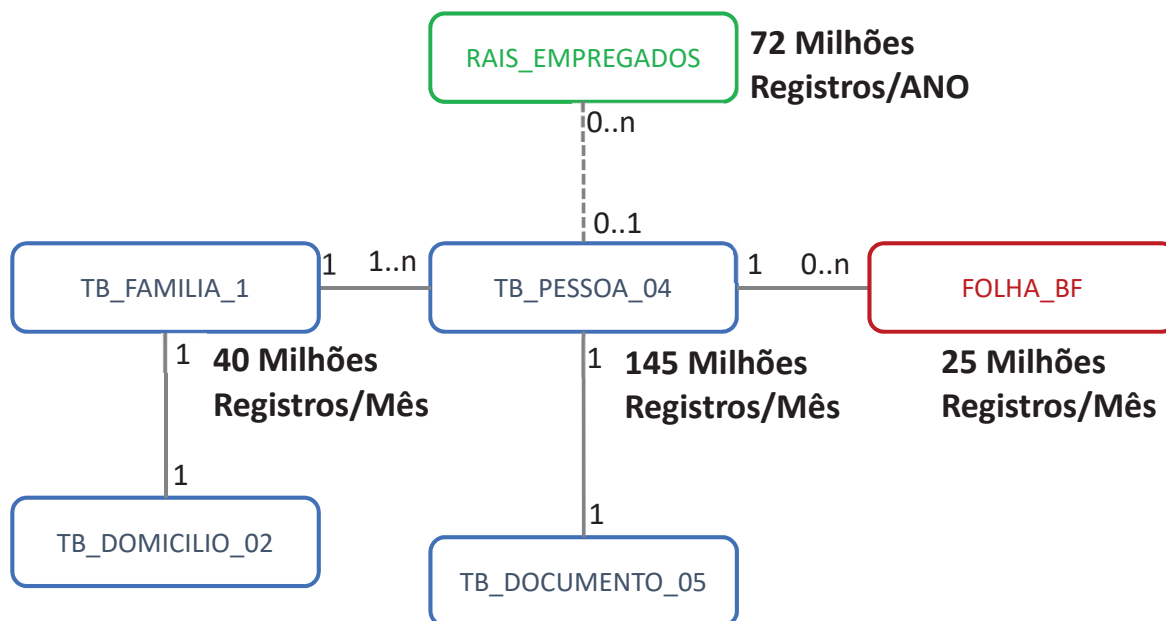 RAIS_EMPREGADOS
72 Milhões
Registros/ANO
0..n
0..1
TB_FAMILIA_1
1
1..n
TB_PESSOA_04
1
0..n
FOLHA_BF
1
40 Milhões
Registros/Mês
1
145 Milhões
Registros/Mês
25 Milhões
Registros/Mês
1
TB_DOMICILIO_02
1
TB_DOCUMENTO_05